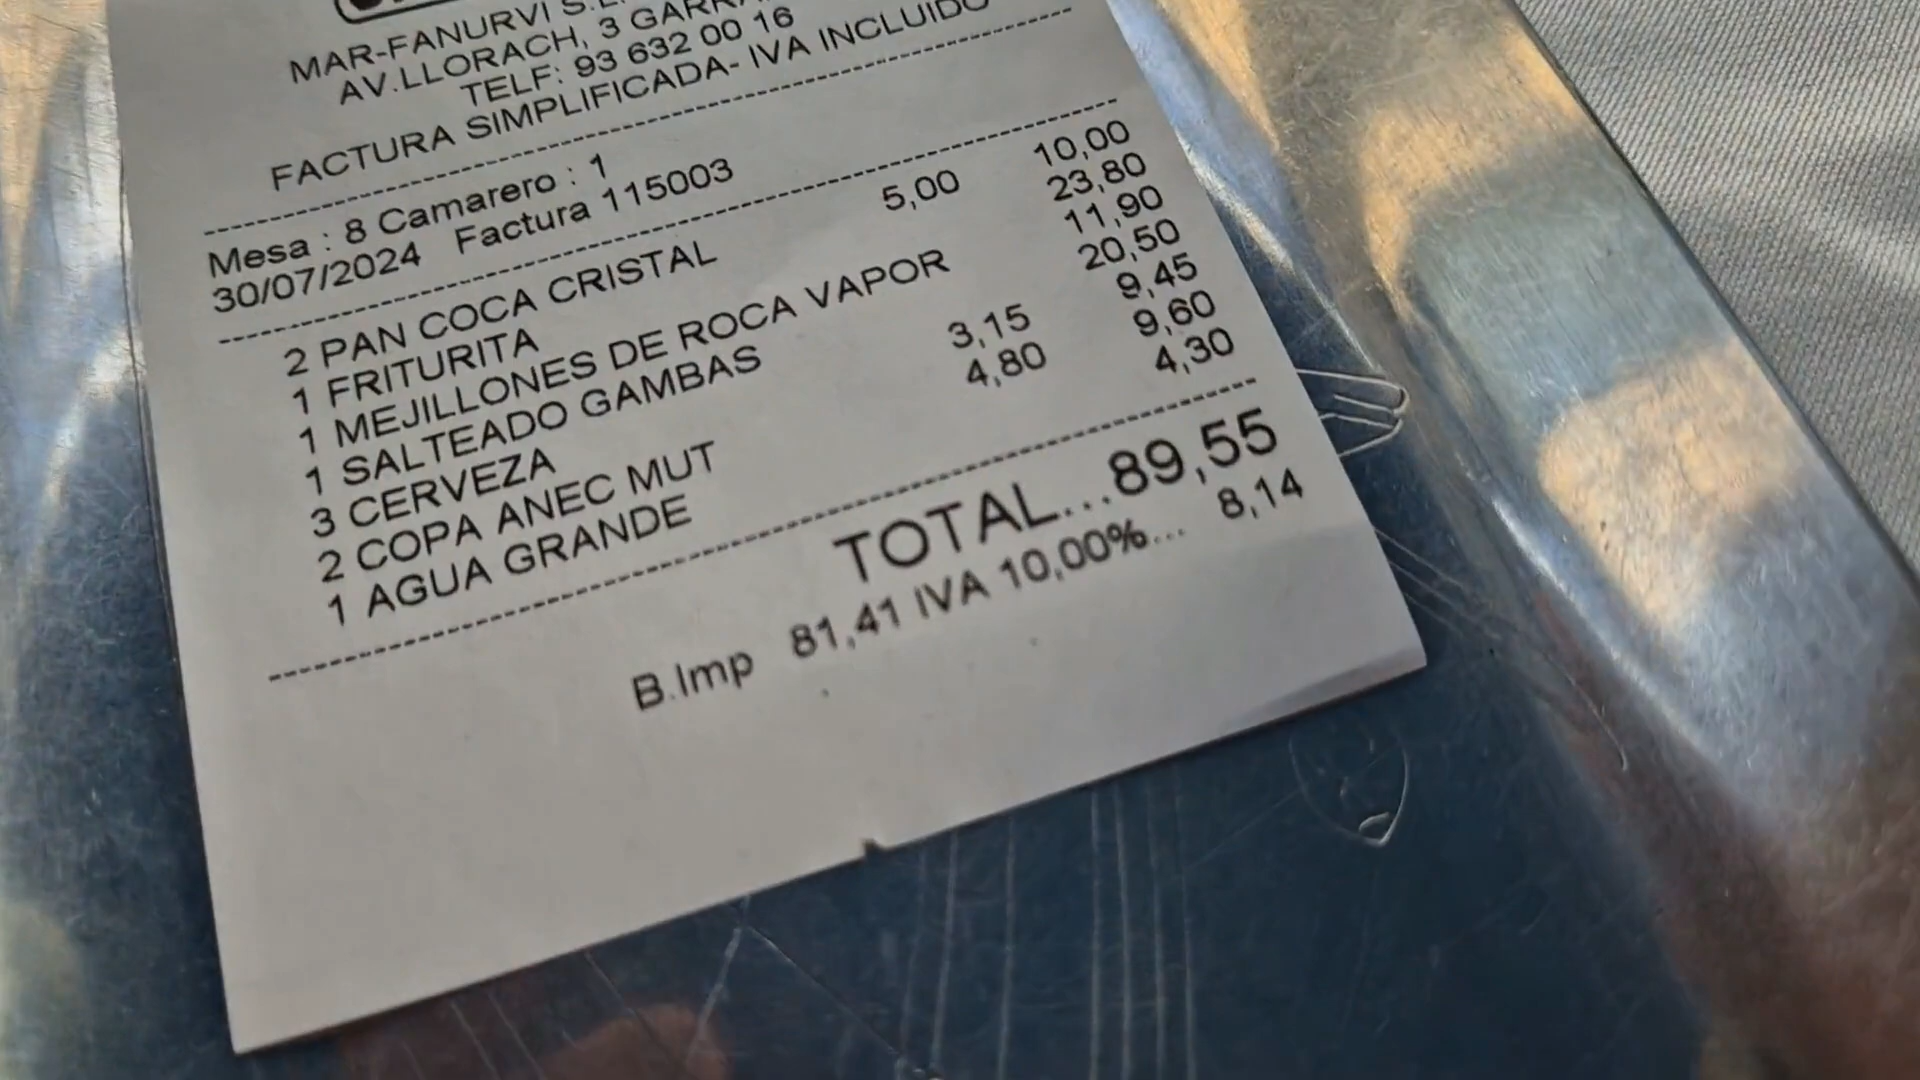 MAR-FANURVI S.L.
AV.LLORACH, 3
TELF: 93 632 00 16
FACTURA SIMPLIFICADA- IVA INCLUIDO
Mesa : 8 Camarero : 1
30/07/2024 Factura 115003
2 PAN COCA CRISTAL 5,00 10,00
1 FRITURITA 23,80
1 MEJILLONES DE ROCA VAPOR 11,90
1 SALTEADO GAMBAS 20,50
3 CERVEZA 3,15 9,45
2 COPA ANEC MUT 4,80 9,60
1 AGUA GRANDE 4,30
TOTAL...89,55
B.Imp 81,41 IVA 10,00%... 8,14